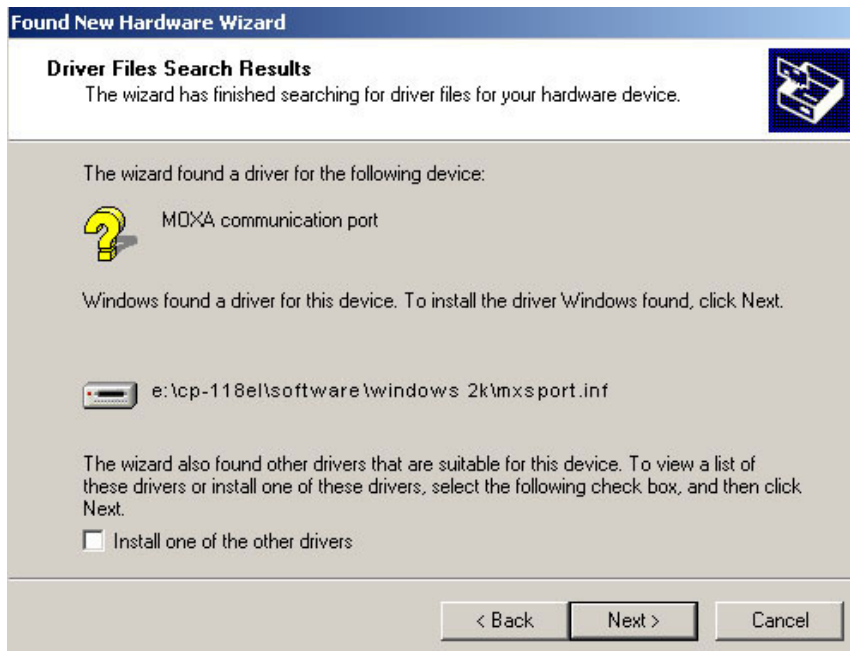 Found New Hardware Wizard
Driver Files Search Results
The wizard has finished searching for driver files for your hardware device.
The wizard found a driver for the following device:
MOXA communication port
Windows found a driver for this device. To install the driver Windows found, click Next.
e:\cp-118el\software\windows 2k\mxsport.inf
The wizard also found other drivers that are suitable for this device. To view a list of
these drivers or install one of these drivers, select the following check box, and then click
Next.
Install one of the other drivers
< Back Next > Cancel